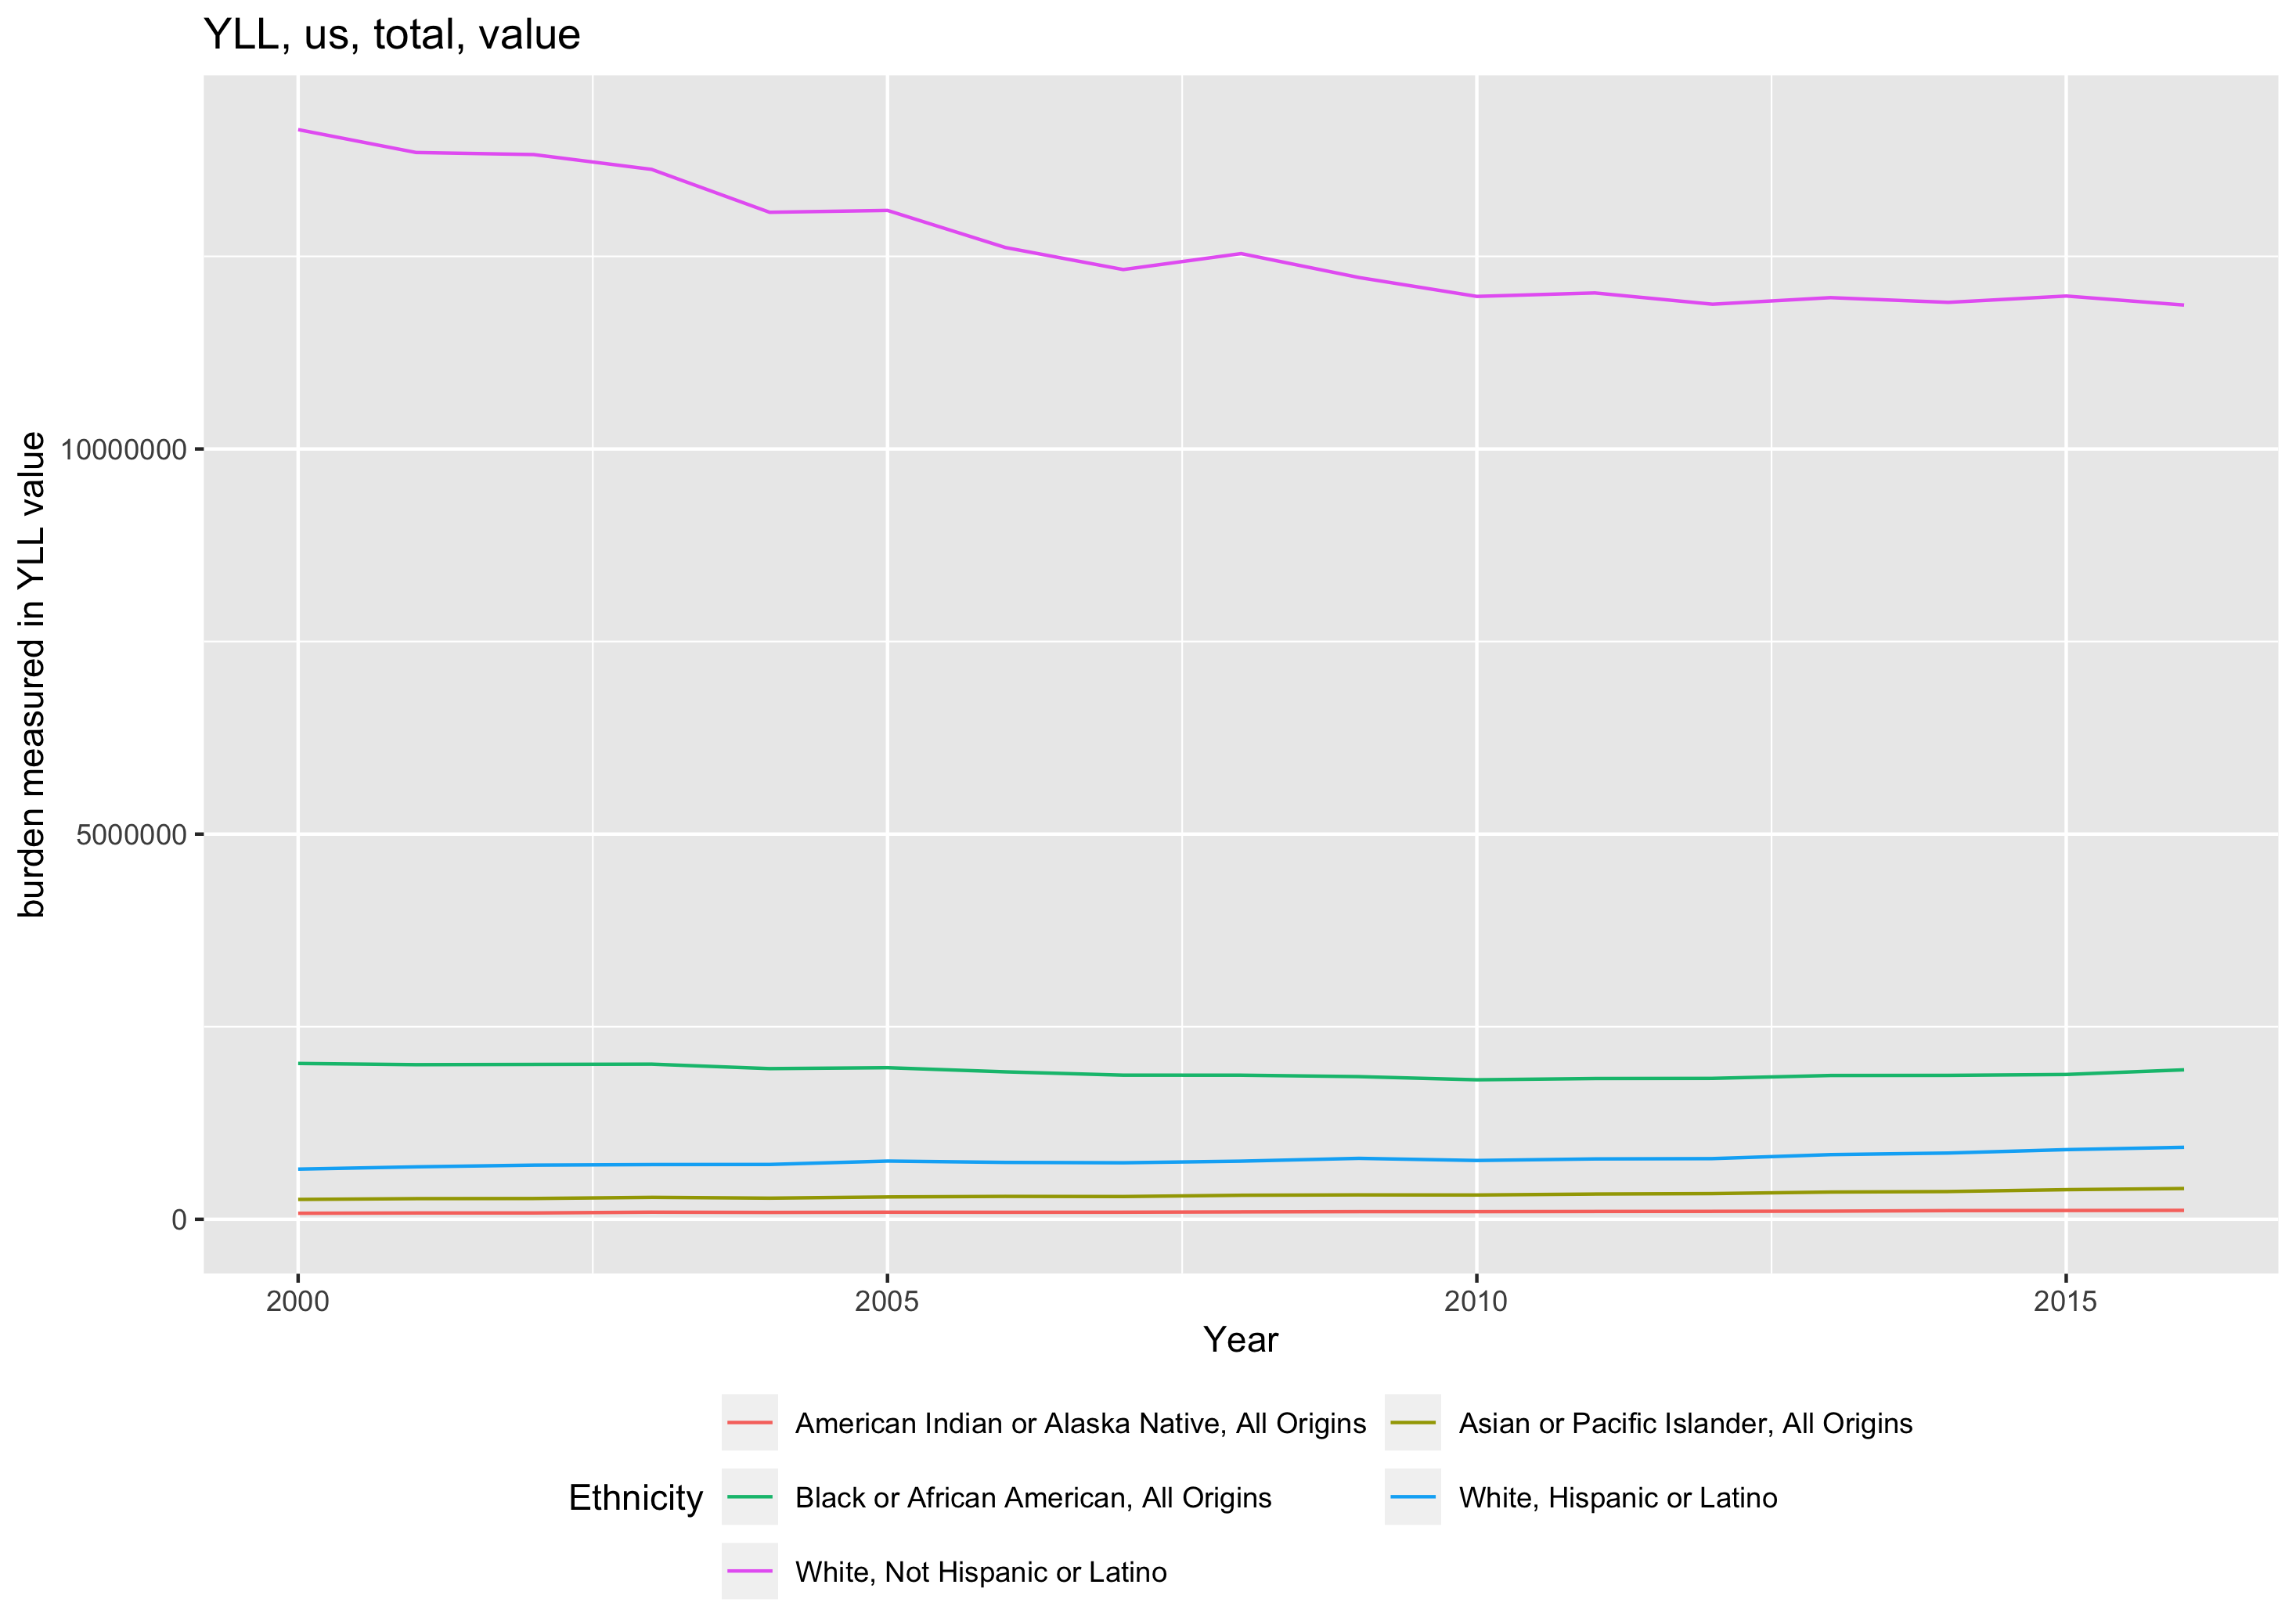 YLL, us, total, value
burden measured in YLL value
10000000
5000000
0
2000 2005 2010 2015
Year
Ethnicity
American Indian or Alaska Native, All Origins
Asian or Pacific Islander, All Origins
Black or African American, All Origins
White, Hispanic or Latino
White, Not Hispanic or Latino